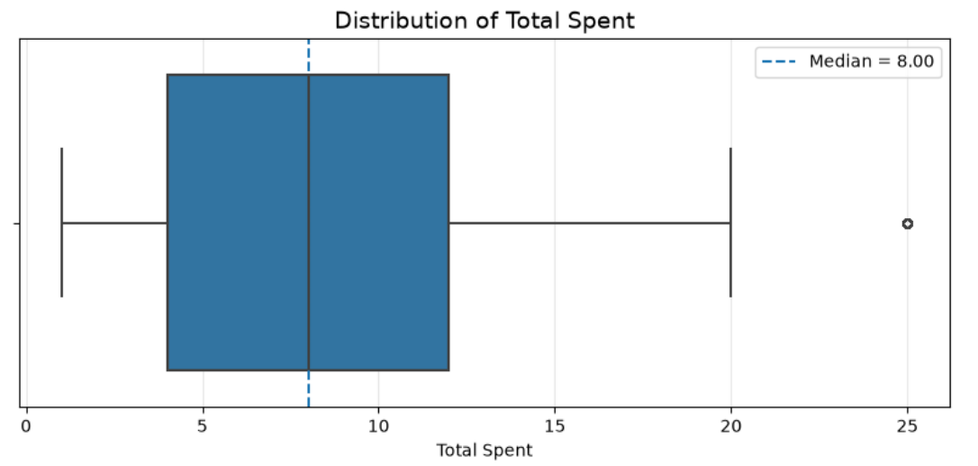 Distribution of Total Spent
Median = 8.00
0 5 10 15 20 25
Total Spent